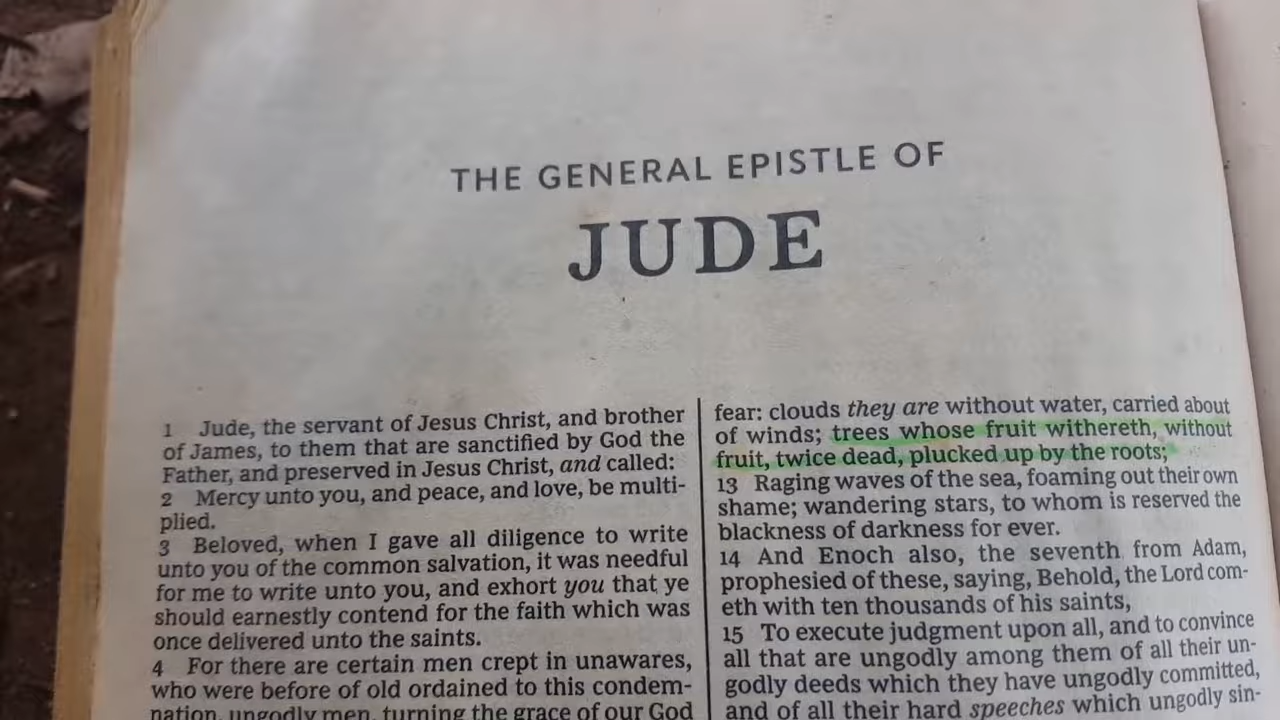 THE GENERAL EPISTLE OF
JUDE
1 Jude, the servant of Jesus Christ, and brother
of James, to them that are sanctified by God the
Father, and preserved in Jesus Christ, and called:
2 Mercy unto you, and peace, and love, be multi-
plied.
3 Beloved, when I gave all diligence to write
unto you of the common salvation, it was needful
for me to write unto you, and exhort you that ye
should earnestly contend for the faith which was
once delivered unto the saints.
4 For there are certain men crept in unawares,
who were before of old ordained to this condem-
nation, ungodly men, turning the grace of our God
fear: clouds they are without water, carried about
of winds; trees whose fruit withereth, without
fruit, twice dead, plucked up by the roots;
13 Raging waves of the sea, foaming out their own
shame; wandering stars, to whom is reserved the
blackness of darkness for ever.
14 And Enoch also, the seventh from Adam,
prophesied of these, saying, Behold, the Lord com-
eth with ten thousands of his saints,
15 To execute judgment upon all, and to convince
all that are ungodly among them of all their un-
godly deeds which they have ungodly committed,
and of all their hard speeches which ungodly sin-